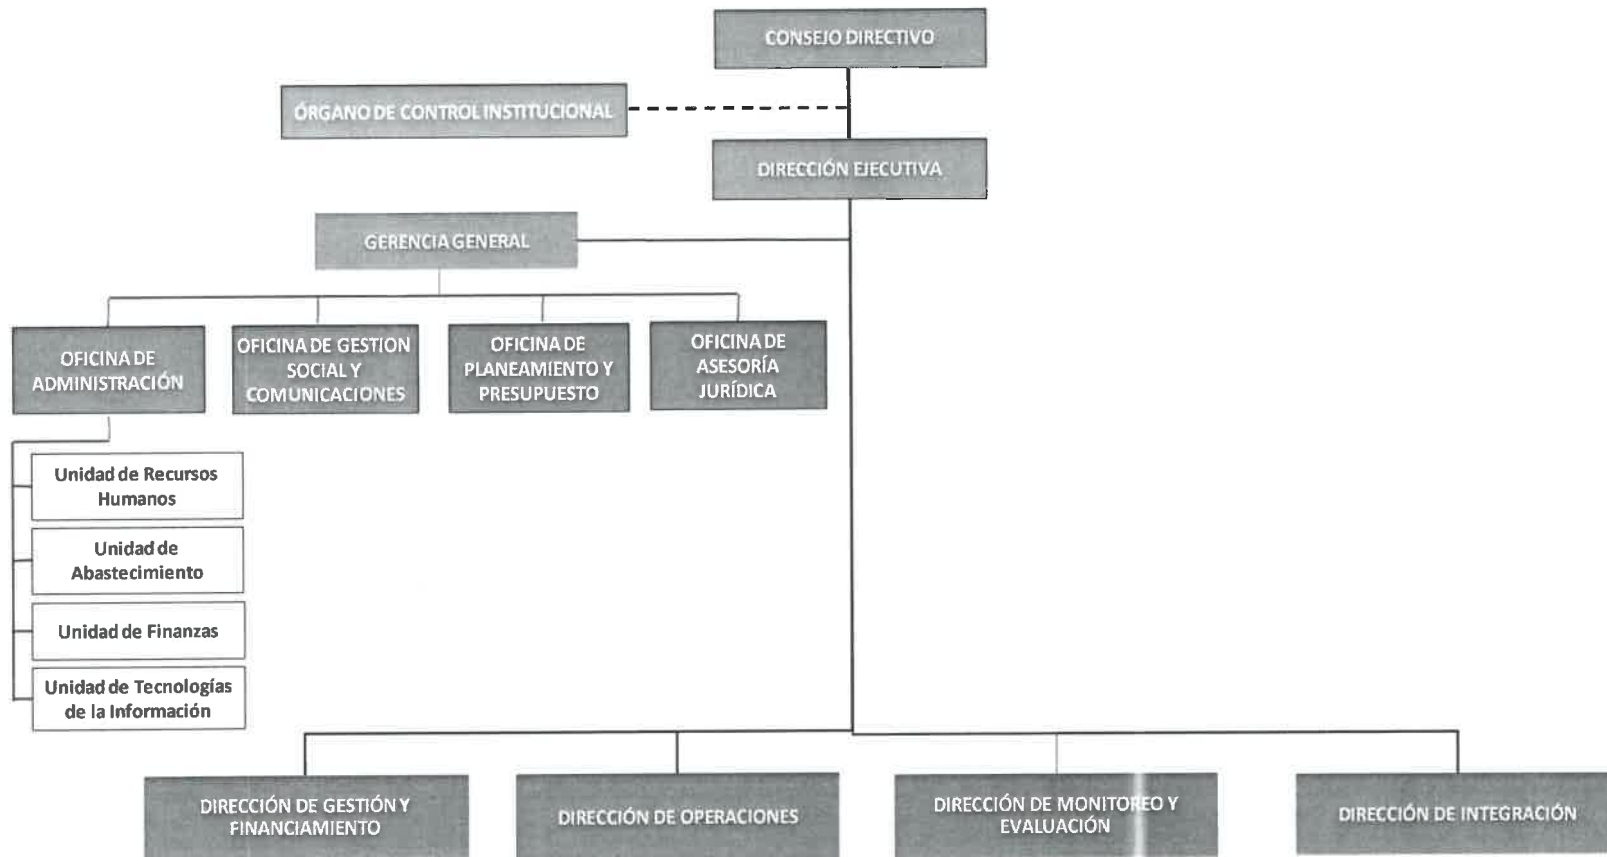 CONSEJO DIRECTIVO
ÓRGANO DE CONTROL INSTITUCIONAL
DIRECCIÓN EJECUTIVA
GERENCIA GENERAL
OFICINA DE
ADMINISTRACIÓN
OFICINA DE GESTION
SOCIAL Y
COMUNICACIONES
OFICINA DE
PLANEAMIENTO Y
PRESUPUESTO
OFICINA DE
ASESORÍA
JURÍDICA
Unidad de Recursos
Humanos
Unidad de
Abastecimiento
Unidad de Finanzas
Unidad de Tecnologías
de la Información
DIRECCIÓN DE GESTIÓN Y
FINANCIAMIENTO
DIRECCIÓN DE OPERACIONES
DIRECCIÓN DE MONITOREO Y
EVALUACIÓN
DIRECCIÓN DE INTEGRACIÓN